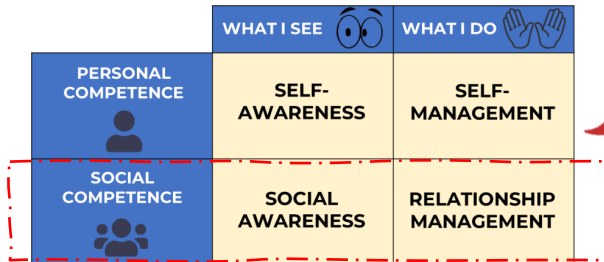 WHAT I SEE
WHAT I DO
PERSONAL
COMPETENCE
SELF-
AWARENESS
SELF-
MANAGEMENT
SOCIAL
COMPETENCE
SOCIAL
AWARENESS
RELATIONSHIP
MANAGEMENT